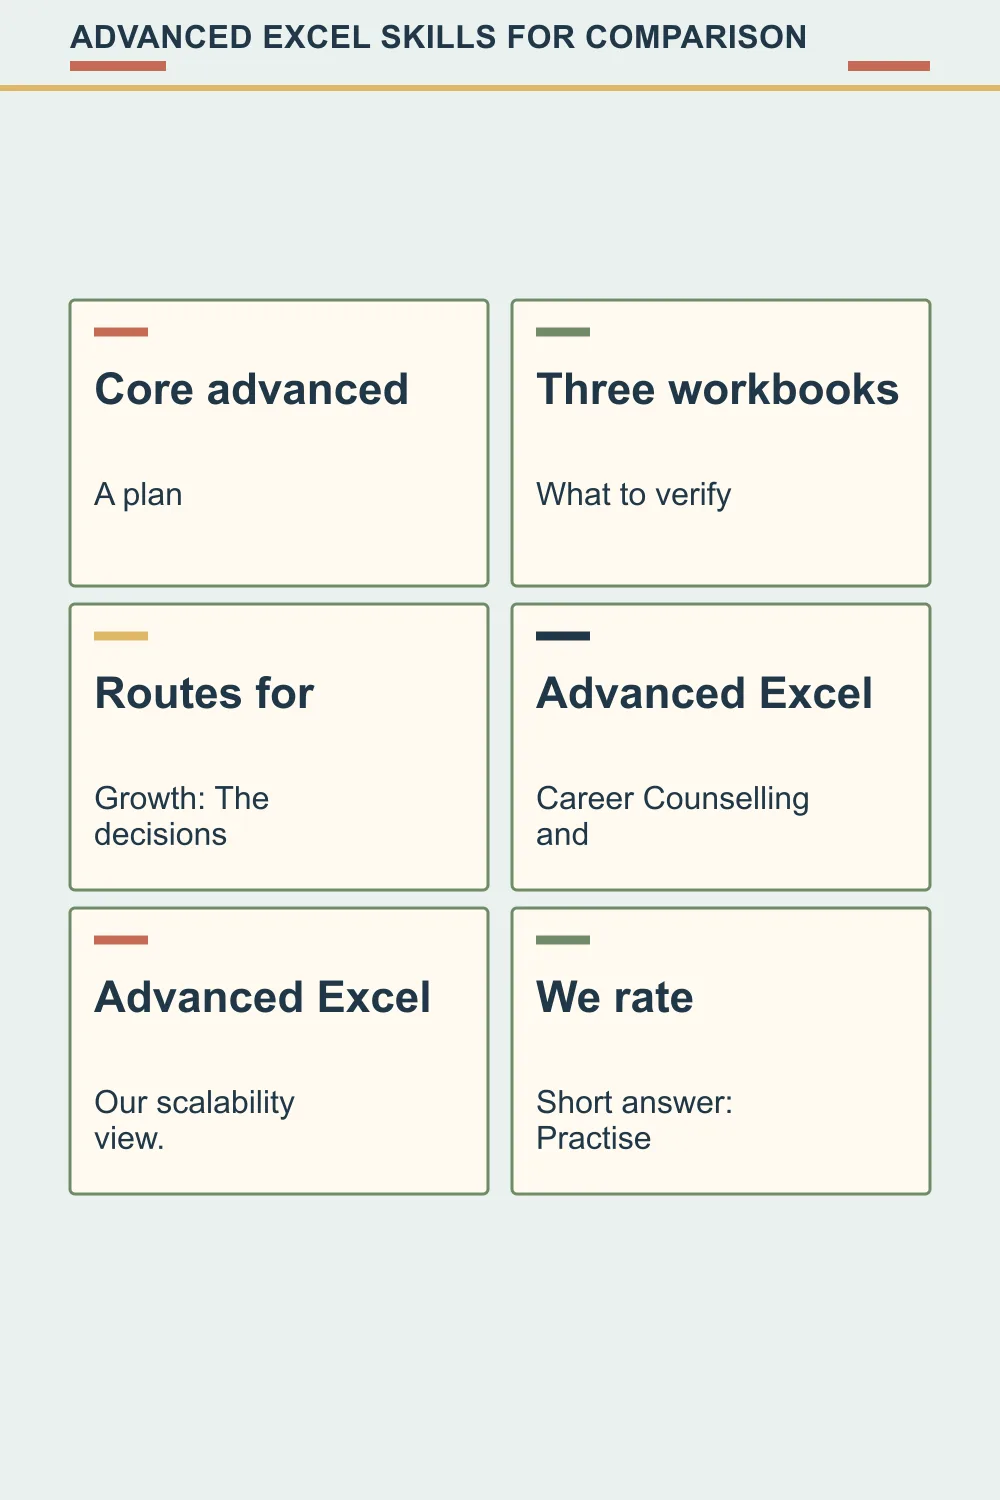 ADVANCED EXCEL SKILLS FOR COMPARISON
Core advanced
A plan
Three workbooks
What to verify
Routes for
Growth: The
decisions
Advanced Excel
Career Counselling
and
Advanced Excel
Our scalability
view.
We rate
Short answer:
Practise